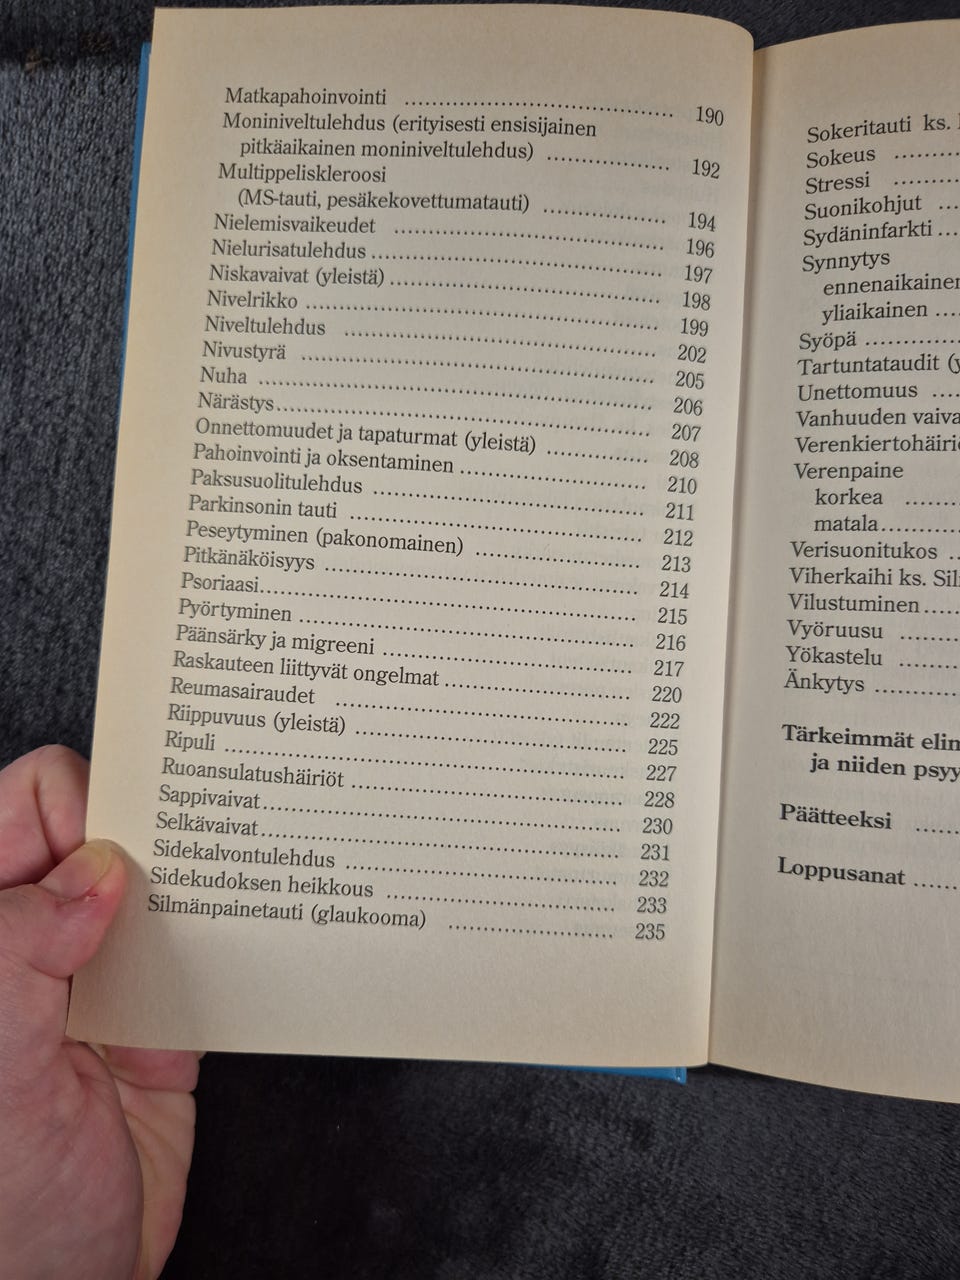 Matkapahoinvointi ........................................ 190
Moniniveltulehdus (erityisesti ensisijainen
pitkäaikainen moniniveltulehdus) .................. 192
Multippeliskleroosi
(MS-tauti, pesäkekovettumatauti) .................. 194
Nielemisvaikeudet ........................................ 196
Nielurisatulehdus ........................................... 197
Niskavaivat (yleistä) ........................................ 198
Nivelrikko ..................................................... 199
Niveltulehdus ............................................... 202
Nivustyrä ..................................................... 205
Nuha ........................................................... 206
Närästys ....................................................... 207
Onnettomuudet ja tapaturmat (yleistä) ............... 208
Pahoinvointi ja oksentaminen ........................... 210
Paksusuolitulehdus ........................................ 211
Parkinsonin tauti ........................................... 212
Peseytyminen (pakonomainen) ......................... 213
Pitkänäköisyys .............................................. 214
Psoriaasi ....................................................... 215
Pyörtyminen ................................................. 216
Päänsärky ja migreeni ..................................... 217
Raskauteen liittyvät ongelmat ........................... 220
Reumasairaudet ............................................ 222
Riippuvuus (yleistä) ........................................ 225
Ripuli ........................................................... 227
Ruoansulatushäiriöt ........................................ 228
Sappivaivat .................................................... 230
Selkävaivat .................................................... 231
Sidekalvontulehdus ........................................ 232
Sidekudoksen heikkous ................................... 233
Silmänpainetauti (glaukooma) ......................... 235
Sokeritauti ks.
Sokeus ..........
Stressi ..........
Suonikohjut ...
Sydäninfarkti ...
Synnytys
ennenaikainen
yliaikainen ....
Syöpä ..............
Tartuntataudit
Unettomuus ....
Vanhuuden
Verenpaine
korkea ........
matala ...........
Verisuonitukos ..
Viherkaihi ks.
Vilustuminen .....
Vyöruusu ........
Yökastelu ........
Änkytys ...........
Tärkeimmät
ja niiden
Päätteeksi ......
Loppusanat ......